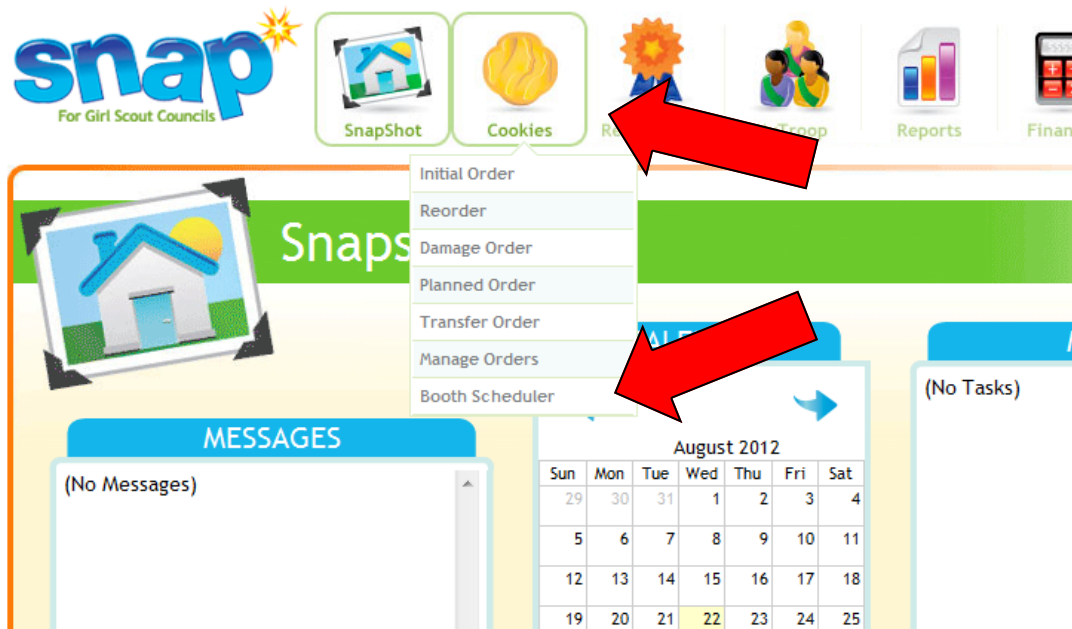 snap
For Girl Scout Councils
SnapShot
Cookies
Troop
Reports
Initial Order
Reorder
Damage Order
Planned Order
Transfer Order
Manage Orders
Booth Scheduler
(No Tasks)
MESSAGES
(No Messages)
August 2012
Sun Mon Tue Wed Thu Fri Sat
29 30 31 1 2 3 4
5 6 7 8 9 10 11
12 13 14 15 16 17 18
19 20 21 22 23 24 25